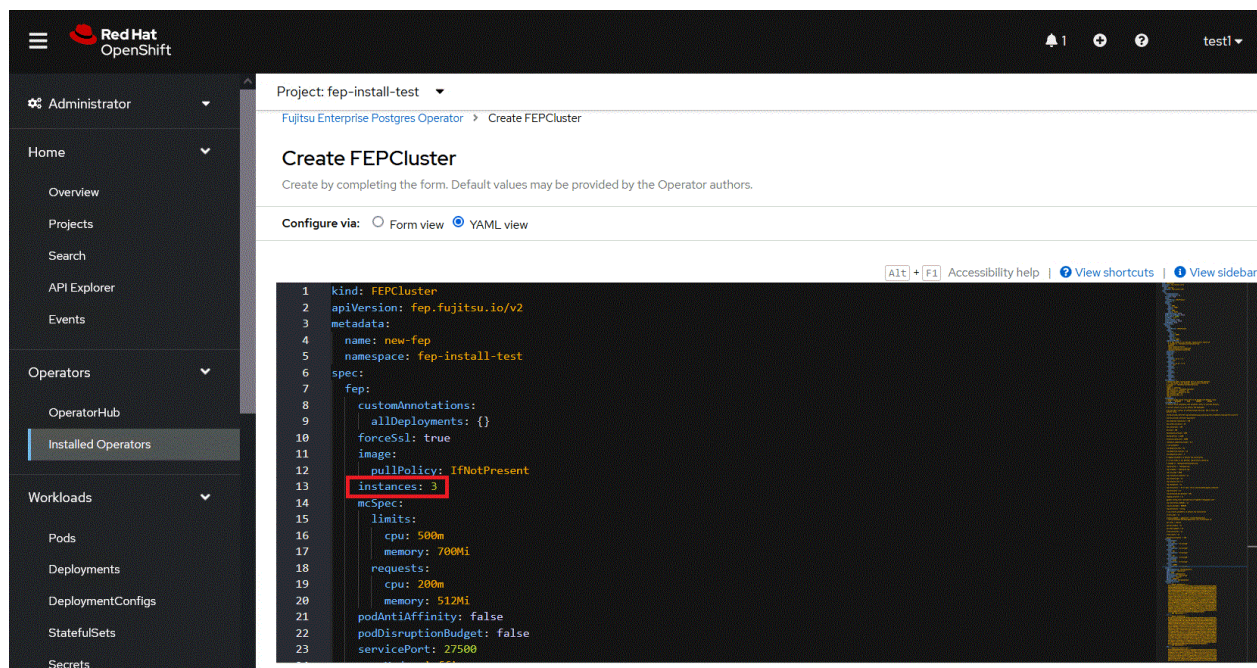 Red Hat
OpenShift
1
test1
Administrator
Home
Overview
Projects
Search
API Explorer
Events
Operators
OperatorHub
Installed Operators
Workloads
Pods
Deployments
DeploymentConfigs
StatefulSets
Secrets
Project: fep-install-test
Fujitsu Enterprise Postgres Operator > Create FEPCluster
Create FEPCluster
Create by completing the form. Default values may be provided by the Operator authors.
Configure via: Form view YAML view
Alt + F1 Accessibility help | View shortcuts | View sidebar
1 kind: FEPCluster
2 apiVersion: fep.fujitsu.io/v2
3 metadata:
4 name: new-fep
5 namespace: fep-install-test
6 spec:
7 fep:
8 customAnnotations:
9 allDeployments: {}
10 forceSsl: true
11 image:
12 pullPolicy: IfNotPresent
13 instances: 3
14 mcSpec:
15 limits:
16 cpu: 500m
17 memory: 700Mi
18 requests:
19 cpu: 200m
20 memory: 512Mi
21 podAntiAffinity: false
22 podDisruptionBudget: false
23 servicePort: 27500